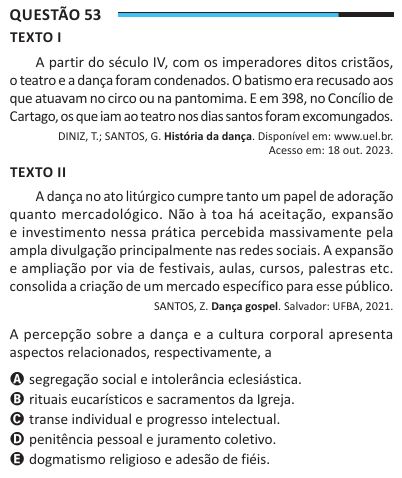 QUESTÃO 53
TEXTO I
A partir do século IV, com os imperadores ditos cristãos,
o teatro e a dança foram condenados. O batismo era recusado aos
que atuavam no circo ou na pantomima. E em 398, no Concílio de
Cartago, os que iam ao teatro nos dias santos foram excomungados.
DINIZ, T.; SANTOS, G. História da dança. Disponível em: www.uel.br.
Acesso em: 18 out. 2023.
TEXTO II
A dança no ato litúrgico cumpre tanto um papel de adoração
quanto mercadológico. Não à toa há aceitação, expansão
e investimento nessa prática percebida massivamente pela
ampla divulgação principalmente nas redes sociais. A expansão
e ampliação por via de festivais, aulas, cursos, palestras etc.
consolida a criação de um mercado específico para esse público.
SANTOS, Z. Dança gospel. Salvador: UFBA, 2021.
A percepção sobre a dança e a cultura corporal apresenta
aspectos relacionados, respectivamente, a
A segregação social e intolerância eclesiástica.
B rituais eucarísticos e sacramentos da Igreja.
C transe individual e progresso intelectual.
D penitência pessoal e juramento coletivo.
E dogmatismo religioso e adesão de fiéis.